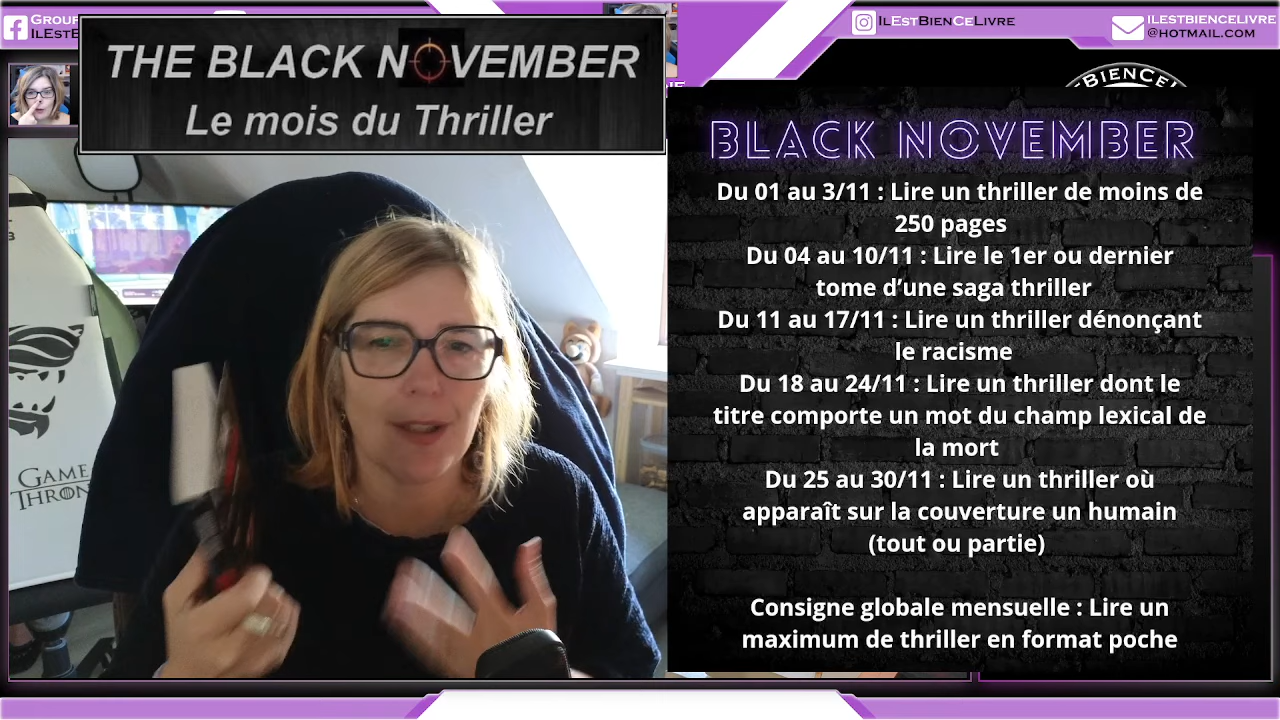 GROUP
ILESTB
THE BLACK NOVEMBER
Le mois du Thriller
ILESTBIENCELIVRE
ILESTBIENCELIVRE
@HOTMAIL.COM
BIENCE
BLACK NOVEMBER
Du 01 au 3/11 : Lire un thriller de moins de
250 pages
Du 04 au 10/11 : Lire le 1er ou dernier
tome d’une saga thriller
Du 11 au 17/11 : Lire un thriller dénonçant
le racisme
Du 18 au 24/11 : Lire un thriller dont le
titre comporte un mot du champ lexical de
la mort
Du 25 au 30/11 : Lire un thriller où
apparaît sur la couverture un humain
(tout ou partie)
Consigne globale mensuelle : Lire un
maximum de thriller en format poche
GAME
THRON